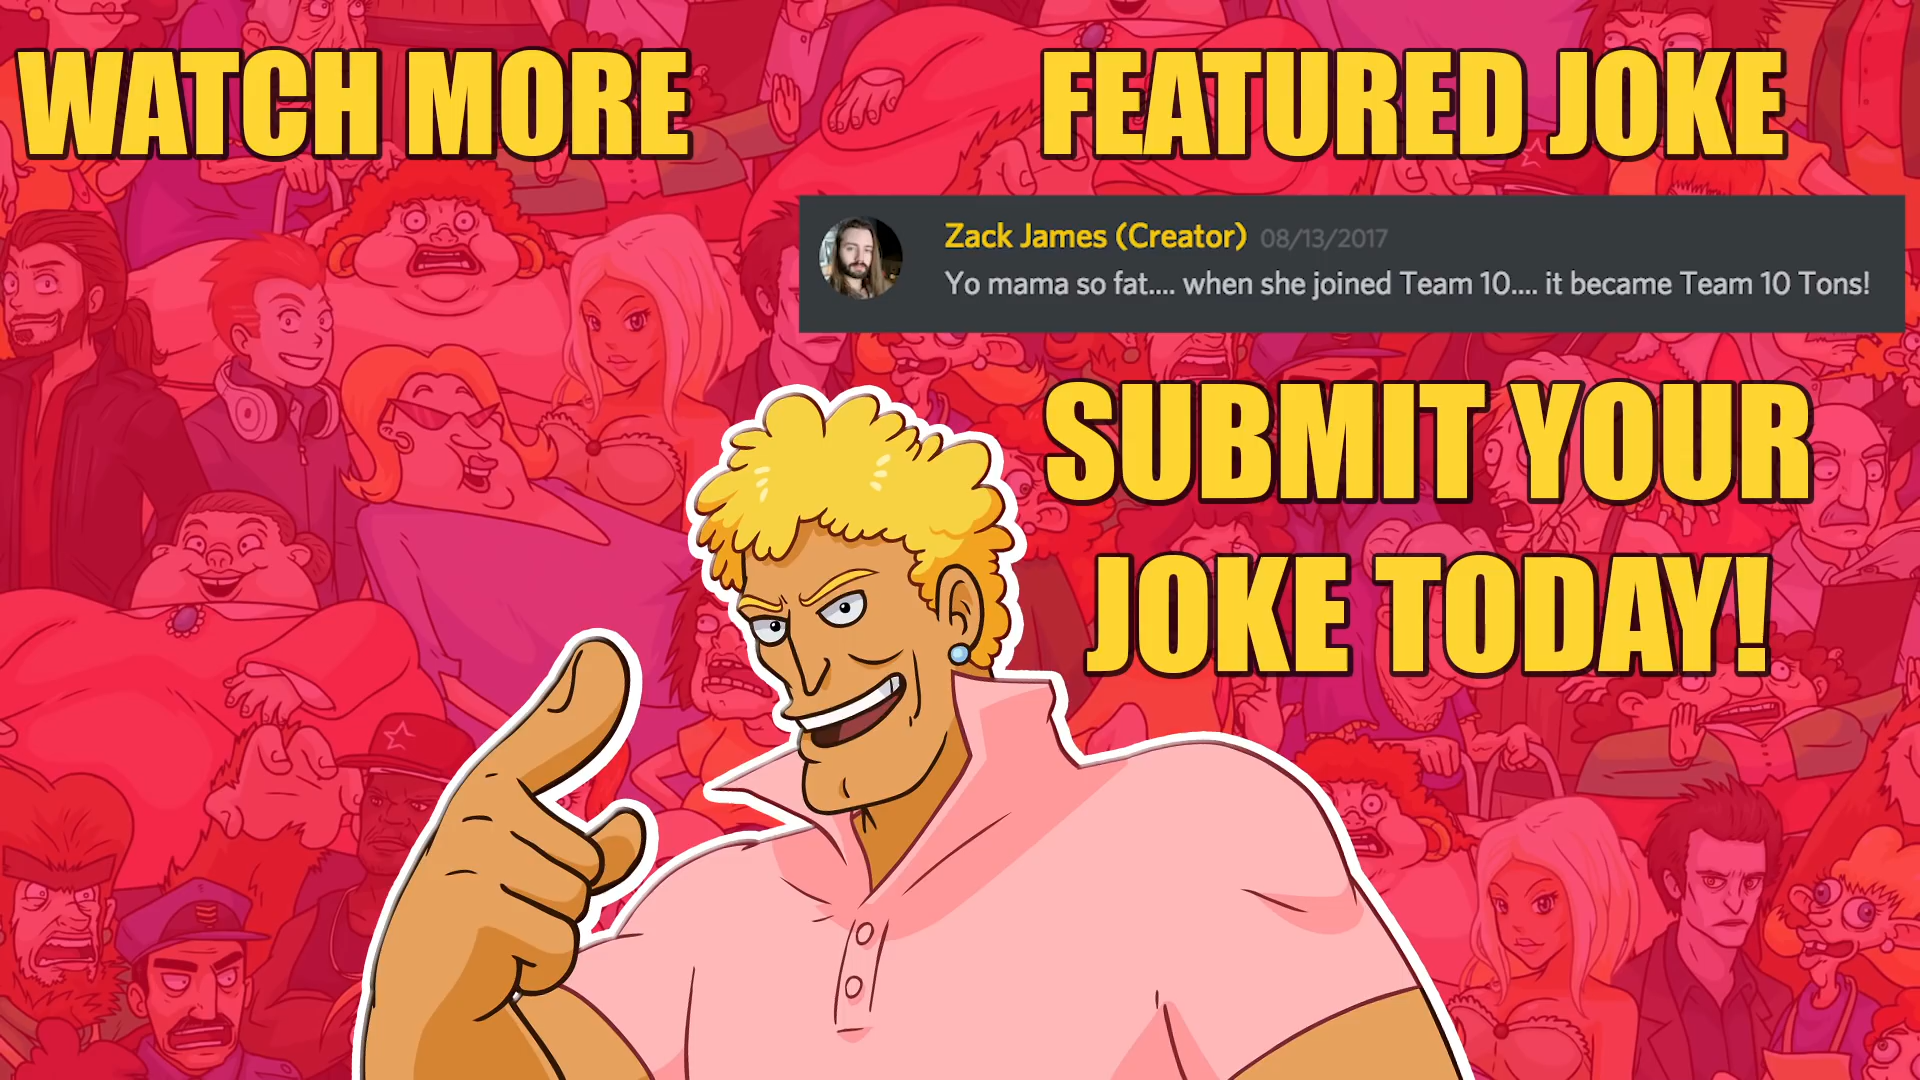 WATCH MORE
FEATURED JOKE
Zack James (Creator) 08/13/2017
Yo mama so fat.... when she joined Team 10.... it became Team 10 Tons!
SUBMIT YOUR
JOKE TODAY!